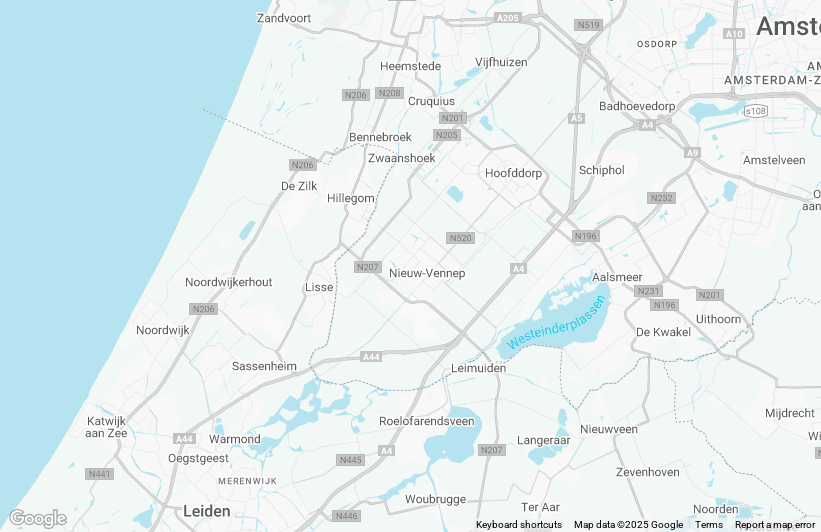 Zandvoort
A205
N519
Amst
A10
OSDORP
Heemstede
Vijfhuizen
AM
AMSTERDAM-Z
N206
N208
Cruquius
Badhoevedorp
s108
N201
A5
A4
N205
Bennebroek
Zwaanshoek
A9
Amstelveen
N206
Hoofddorp
Schiphol
De Zilk
Hillegom
N232
Ou
aan
N520
N196
N207
Nieuw-Vennep
A4
Aalsmeer
Noordwijkerhout
Lisse
N231
N201
N206
N196
Uithoorn
Noordwijk
Westeinderplassen
De Kwakel
Sassenheim
A44
Leimuiden
Katwijk
aan Zee
Roelofarendsveen
Mijdrecht
Nieuwveen
A44
Warmond
Langeraar
Wi
Oegstgeest
N445
A4
N207
N441
MERENWIJK
Zevenhoven
Woubrugge
Ter Aar
Noorden
Leiden
N446
Google
Keyboard shortcuts
Map data ©2025 Google
Terms
Report a map error